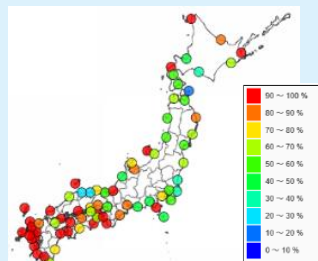 90 ～ 100 %
80 ～ 90 %
70 ～ 80 %
60 ～ 70 %
50 ～ 60 %
40 ～ 50 %
30 ～ 40 %
20 ～ 30 %
10 ～ 20 %
0 ～ 10 %